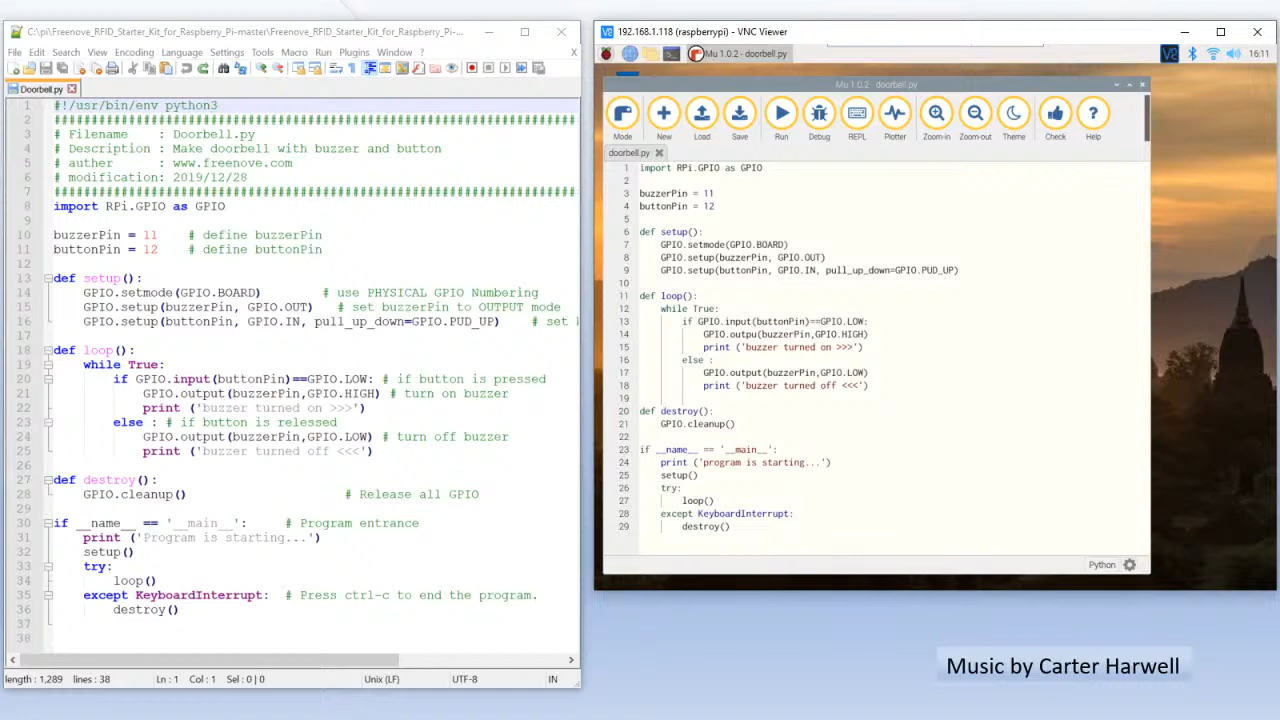 C:\pi\Freenove_RFID_Starter_Kit_for_Raspberry_Pi-master\Freenove_RFID_Starter_Kit_for_Raspberry_Pi-...
File Edit Search View Encoding Language Settings Tools Macro Run Plugins Window ? X
Doorbell.py
1 #!/usr/bin/env python3
2 ########################################################################
3 # Filename    : Doorbell.py
4 # Description : Make doorbell with buzzer and button
5 # auther      : www.freenove.com
6 # modification: 2019/12/28
7 ########################################################################
8 import RPi.GPIO as GPIO
9
10 buzzerPin = 11    # define buzzerPin
11 buttonPin = 12    # define buttonPin
12
13 def setup():
14     GPIO.setmode(GPIO.BOARD)        # use PHYSICAL GPIO Numbering
15     GPIO.setup(buzzerPin, GPIO.OUT)   # set buzzerPin to OUTPUT mode
16     GPIO.setup(buttonPin, GPIO.IN, pull_up_down=GPIO.PUD_UP)    # set
17
18 def loop():
19     while True:
20         if GPIO.input(buttonPin)==GPIO.LOW: # if button is pressed
21             GPIO.output(buzzerPin,GPIO.HIGH) # turn on buzzer
22             print ('buzzer turned on >>>')
23         else : # if button is relessed
24             GPIO.output(buzzerPin,GPIO.LOW) # turn off buzzer
25             print ('buzzer turned off <<<')
26
27 def destroy():
28     GPIO.cleanup()                     # Release all GPIO
29
30 if __name__ == '__main__':     # Program entrance
31     print ('Program is starting...')
32     setup()
33     try:
34         loop()
35     except KeyboardInterrupt:  # Press ctrl-c to end the program.
36         destroy()
37
38
length : 1,289 lines : 38 Ln : 1 Col : 1 Sel : 0 | 0 Unix (LF) UTF-8 IN
192.168.1.118 (raspberrypi) - VNC Viewer
Mu 1.0.2 - doorbell.py 16:11
Mu 1.0.2 - doorbell.py
Mode New Load Save Run Debug REPL Plotter Zoom-in Zoom-out Theme Check Help
doorbell.py
1 import RPi.GPIO as GPIO
2
3 buzzerPin = 11
4 buttonPin = 12
5
6 def setup():
7     GPIO.setmode(GPIO.BOARD)
8     GPIO.setup(buzzerPin, GPIO.OUT)
9     GPIO.setup(buttonPin, GPIO.IN, pull_up_down=GPIO.PUD_UP)
10
11 def loop():
12     while True:
13         if GPIO.input(buttonPin)==GPIO.LOW:
14             GPIO.outpu(buzzerPin,GPIO.HIGH)
15             print ('buzzer turned on >>>')
16         else :
17             GPIO.output(buzzerPin,GPIO.LOW)
18             print ('buzzer turned off <<<')
19
20 def destroy():
21     GPIO.cleanup()
22
23 if __name__ == '__main__':
24     print ('program is starting...')
25     setup()
26     try:
27         loop()
28     except KeyboardInterrupt:
29         destroy()
Python
Music by Carter Harwell